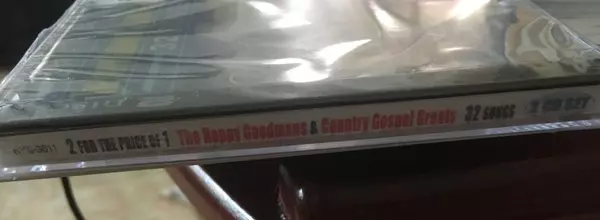 2 FOR THE PRICE OF 1 The Happy Goodmans & Country Gospel Greats 32 SONGS 2 CD SET